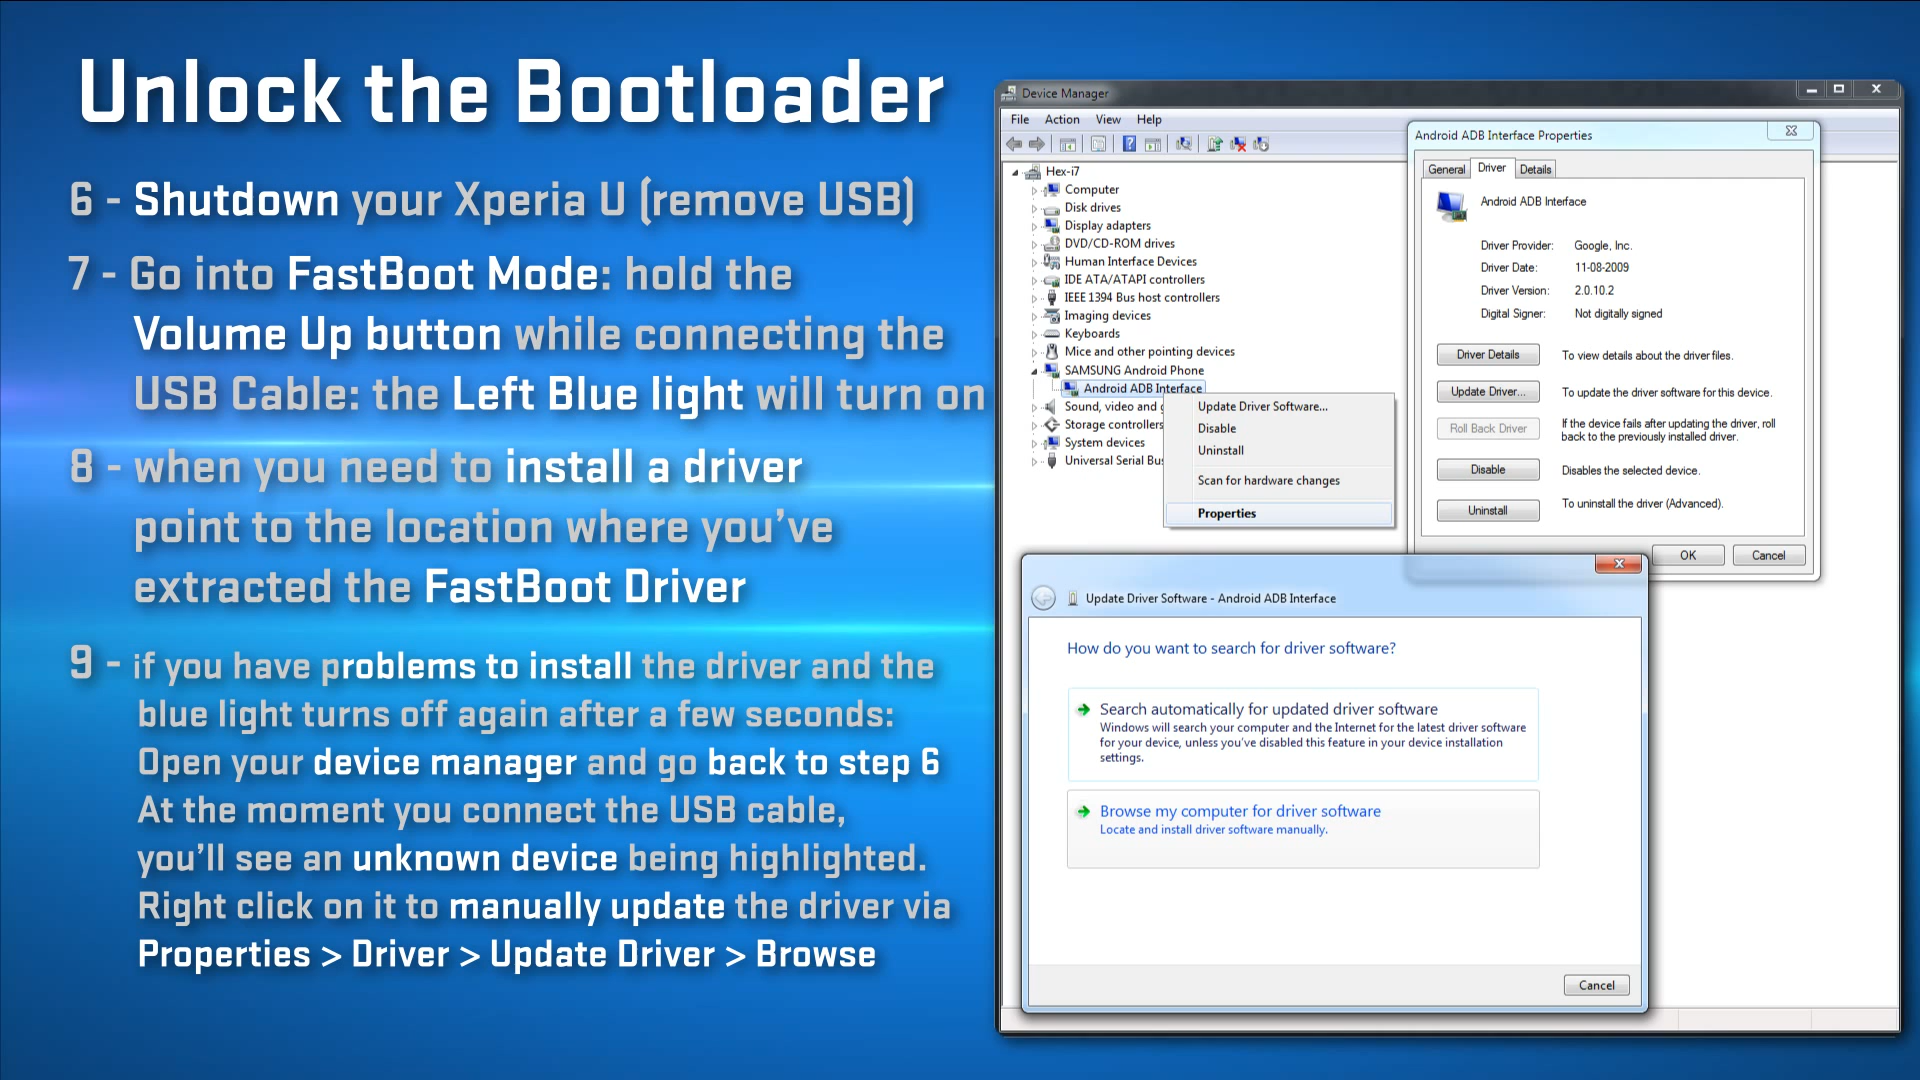 Unlock the Bootloader
6 - Shutdown your Xperia U (remove USB)
7 - Go into FastBoot Mode: hold the
Volume Up button while connecting the
USB Cable: the Left Blue light will turn on
8 - when you need to install a driver
point to the location where you've
extracted the FastBoot Driver
9 - if you have problems to install the driver and the
blue light turns off again after a few seconds:
Open your device manager and go back to step 6
At the moment you connect the USB cable,
you'll see an unknown device being highlighted.
Right click on it to manually update the driver via
Properties > Driver > Update Driver > Browse
Device Manager
File Action View Help
Hex-i7
Computer
Disk drives
Display adapters
DVD/CD-ROM drives
Human Interface Devices
IDE ATA/ATAPI controllers
IEEE 1394 Bus host controllers
Imaging devices
Keyboards
Mice and other pointing devices
SAMSUNG Android Phone
Android ADB Interface
Sound, video and g
Storage controllers
System devices
Universal Serial Bus
Update Driver Software...
Disable
Uninstall
Scan for hardware changes
Properties
Android ADB Interface Properties
General Driver Details
Android ADB Interface
Driver Provider: Google, Inc.
Driver Date: 11-08-2009
Driver Version: 2.0.10.2
Digital Signer: Not digitally signed
Driver Details To view details about the driver files.
Update Driver... To update the driver software for this device.
Roll Back Driver If the device fails after updating the driver, roll
back to the previously installed driver.
Disable Disables the selected device.
Uninstall To uninstall the driver (Advanced).
OK Cancel
Update Driver Software - Android ADB Interface
How do you want to search for driver software?
Search automatically for updated driver software
Windows will search your computer and the Internet for the latest driver software
for your device, unless you've disabled this feature in your device installation
settings.
Browse my computer for driver software
Locate and install driver software manually.
Cancel